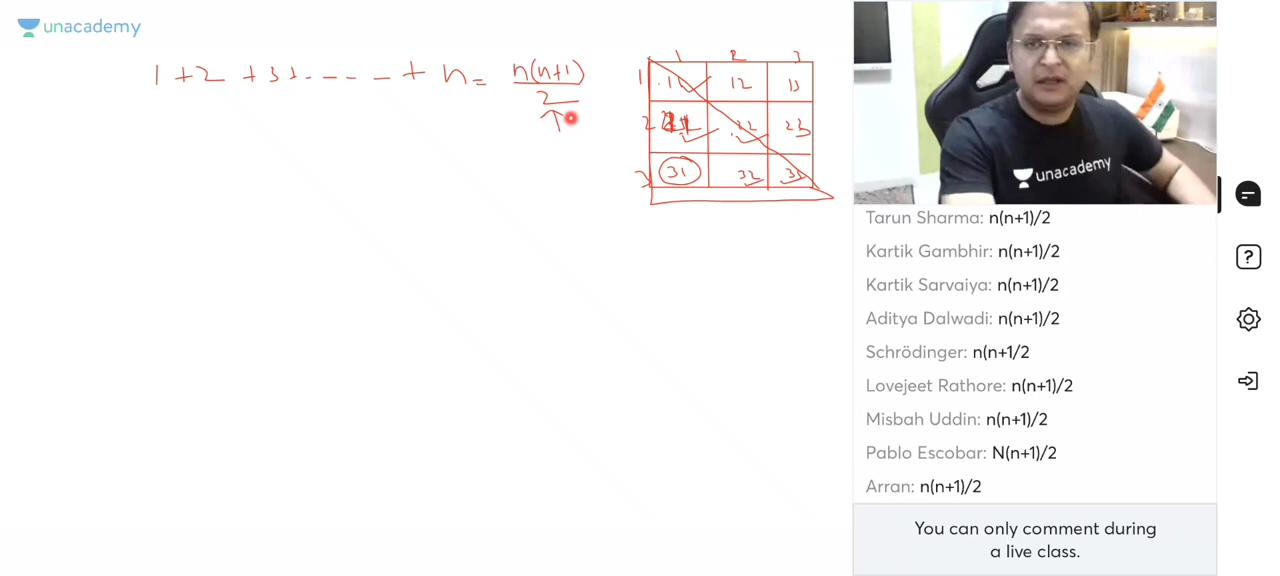 unacademy
1 + 2 + 3 + . . . . - - - - + n = n(n+1)
2
1 2 3
1 11 12 13
2 21 22 23
3 31 32 33
unacademy
Tarun Sharma: n(n+1)/2
Kartik Gambhir: n(n+1)/2
Kartik Sarvaiya: n(n+1)/2
Aditya Dalwadi: n(n+1)/2
Schrödinger: n(n+1/2
Lovejeet Rathore: n(n+1)/2
Misbah Uddin: n(n+1)/2
Pablo Escobar: N(n+1)/2
Arran: n(n+1)/2
You can only comment during
a live class.
?